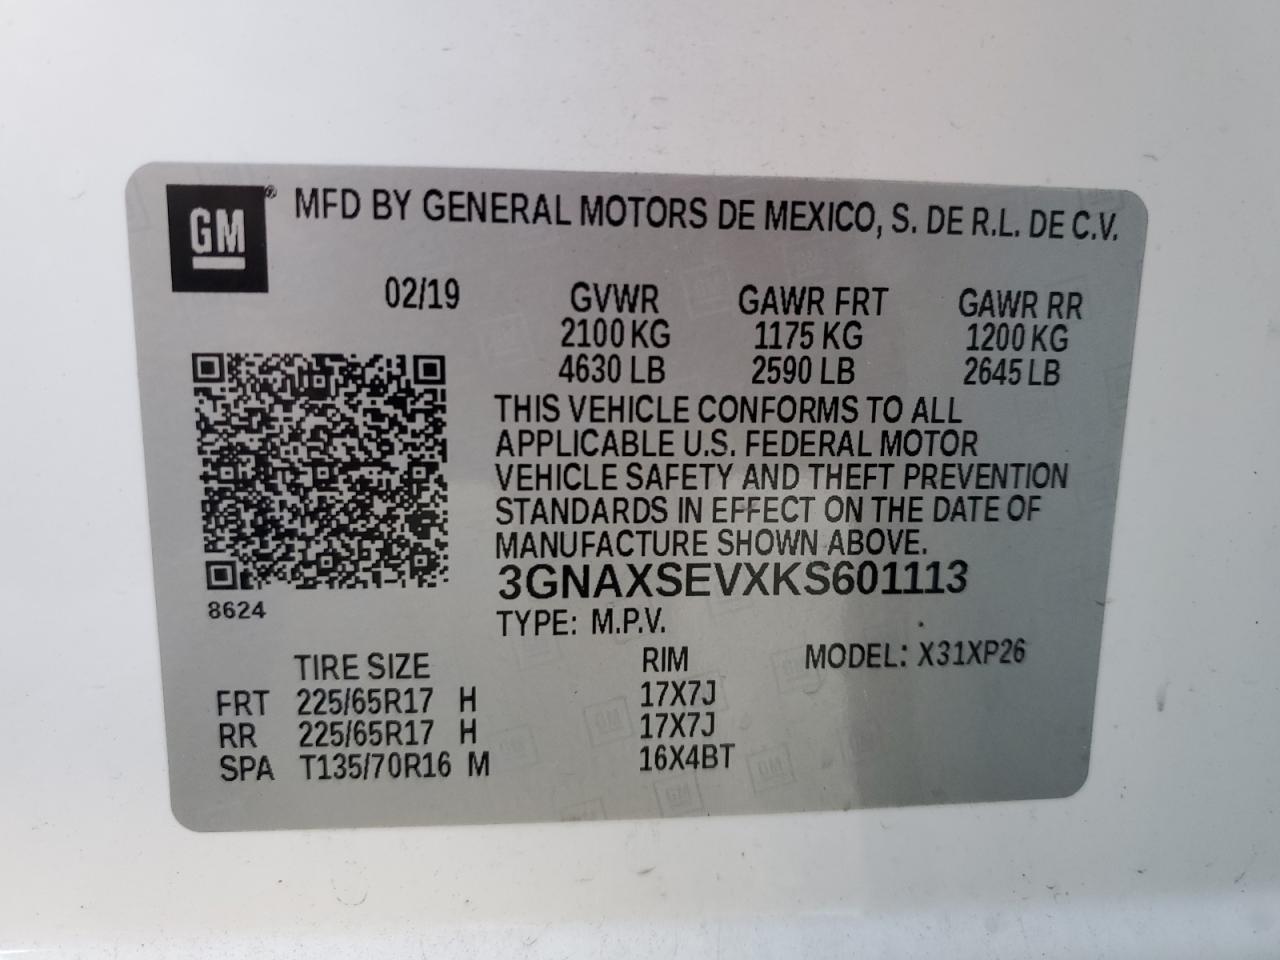 GM® MFD BY GENERAL MOTORS DE MEXICO, S. DE R.L. DE C.V.
02/19 GVWR GAWR FRT GAWR RR
2100 KG 1175 KG 1200 KG
4630 LB 2590 LB 2645 LB
THIS VEHICLE CONFORMS TO ALL
APPLICABLE U.S. FEDERAL MOTOR
VEHICLE SAFETY AND THEFT PREVENTION
STANDARDS IN EFFECT ON THE DATE OF
MANUFACTURE SHOWN ABOVE.
3GNAXSEVXKS601113
8624
TYPE: M.P.V.
TIRE SIZE RIM MODEL: X31XP26
FRT 225/65R17 H 17X7J
RR 225/65R17 H 17X7J
SPA T135/70R16 M 16X4BT